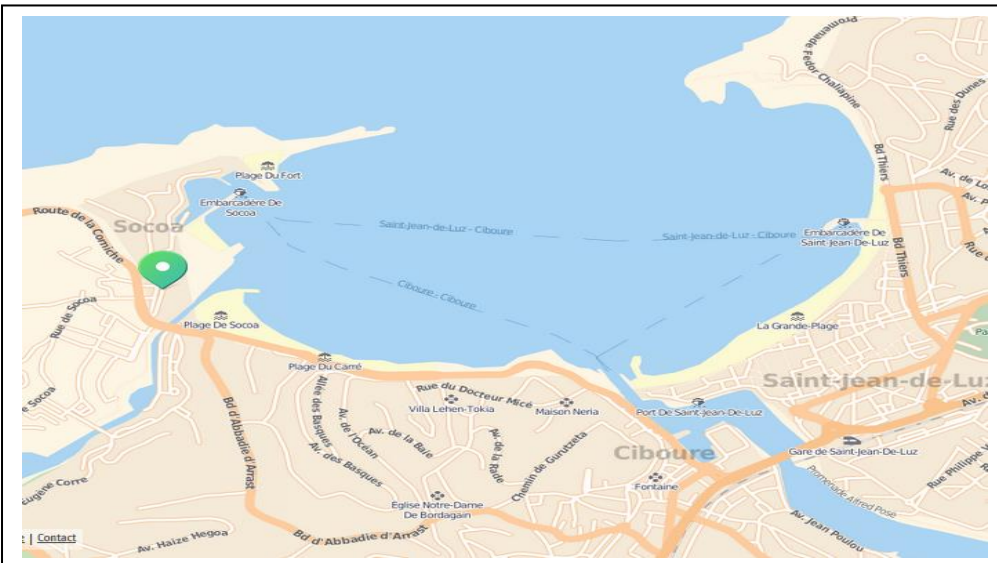 Promenade
Fedor Chaliapine
Rue des Dunes
Bd Thiers
Av. de Lo
Av. P
Rue d
Plage Du Fort
Embarcadère De
Socoa
Route de la Corniche
Socoa
Saint-Jean-de-Luz - Ciboure
Saint-Jean-de-Luz - Ciboure
Embarcadère De
Saint-Jean-De-Luz
Bd Thiers
Ciboure - Ciboure
Rue de Socoa
Plage De Socoa
La Grande-Plage
Pa
Plage Du Carré
Saint-Jean-de-Luz
e Socoa
Allée des Basques
Av. de l'Océan
Rue du Docteur Micé
Villa Lehen-Tokia
Maison Neria
Port De Saint-Jean-De-Luz
Av. d
Bd d'Abbadie d'Arrast
Av. de la Baie
Av. de la Rade
Chemin de Gurutzeta
Ciboure
Gare de Saint-Jean-De-Luz
Av. des Basques
Fontaine
Promenade Alfred Pose
Rue Philippe V
Eugène Corre
Église Notre-Dame
De Bordagain
Av. Haize Hegoa
Bd d'Abbadie d'Arrast
Av. Jean Poulou
t | Contact